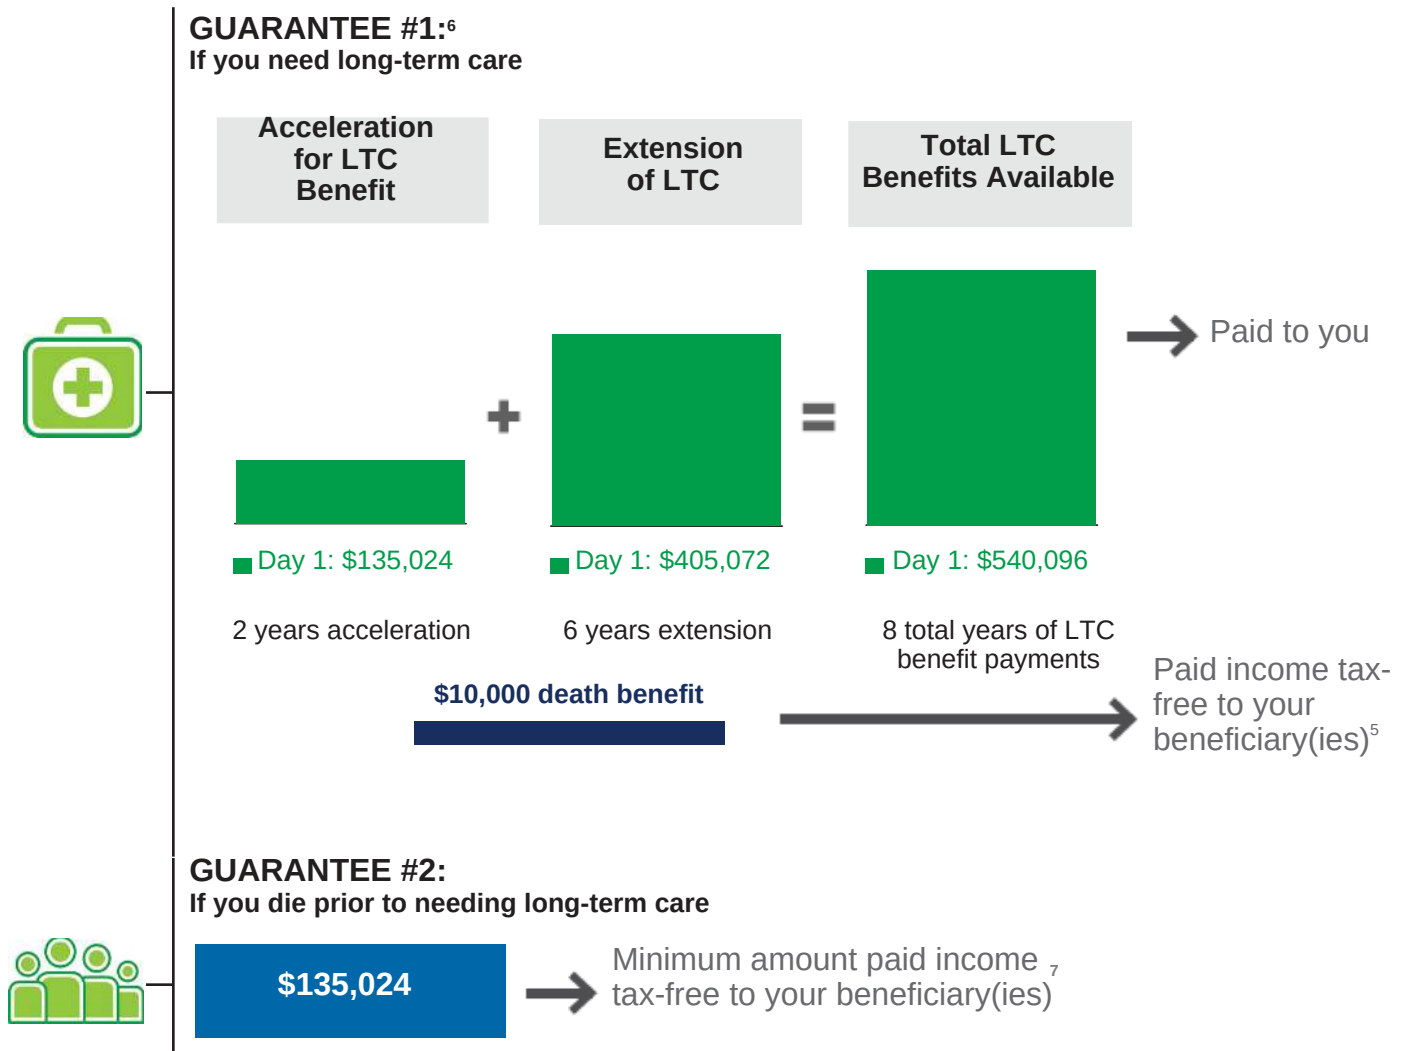 GUARANTEE #1:6
If you need long-term care
Acceleration
for LTC
Benefit
Extension
of LTC
Total LTC
Benefits Available
+
=
Paid to you
Day 1: $135,024
Day 1: $405,072
Day 1: $540,096
2 years acceleration
6 years extension
8 total years of LTC
benefit payments
$10,000 death benefit
Paid income tax-
free to your
beneficiary(ies)5
GUARANTEE #2:
If you die prior to needing long-term care
$135,024
Minimum amount paid income
tax-free to your beneficiary(ies)7